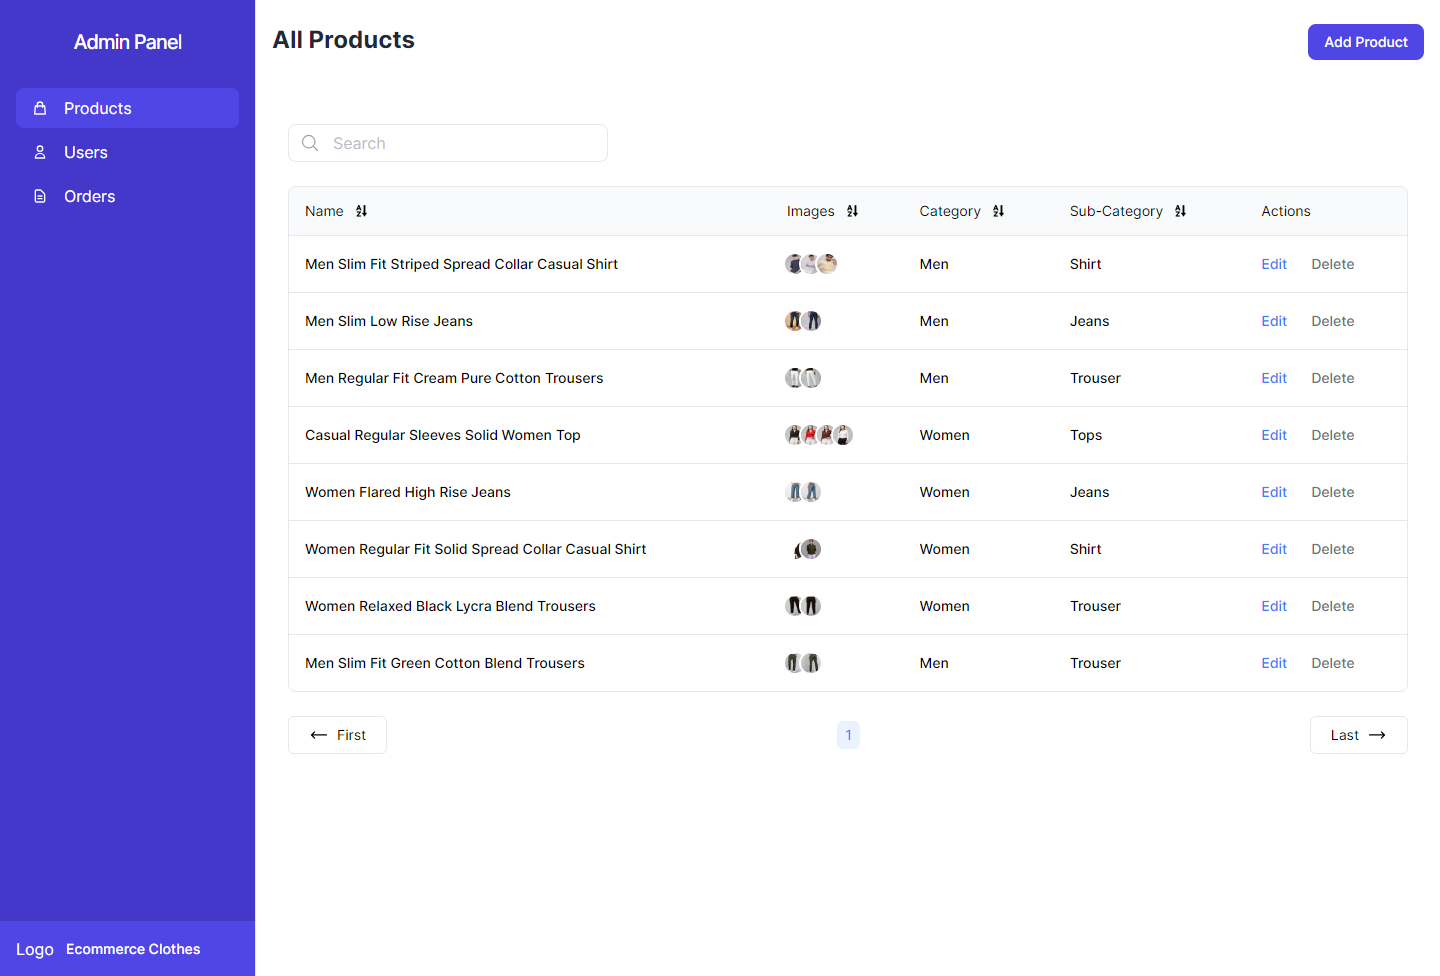 Admin Panel
Products
Users
Orders
Logo Ecommerce Clothes
All Products
Add Product
Search
Name Images Category Sub-Category Actions
Men Slim Fit Striped Spread Collar Casual Shirt Men Shirt Edit Delete
Men Slim Low Rise Jeans Men Jeans Edit Delete
Men Regular Fit Cream Pure Cotton Trousers Men Trouser Edit Delete
Casual Regular Sleeves Solid Women Top Women Tops Edit Delete
Women Flared High Rise Jeans Women Jeans Edit Delete
Women Regular Fit Solid Spread Collar Casual Shirt Women Shirt Edit Delete
Women Relaxed Black Lycra Blend Trousers Women Trouser Edit Delete
Men Slim Fit Green Cotton Blend Trousers Men Trouser Edit Delete
First 1 Last